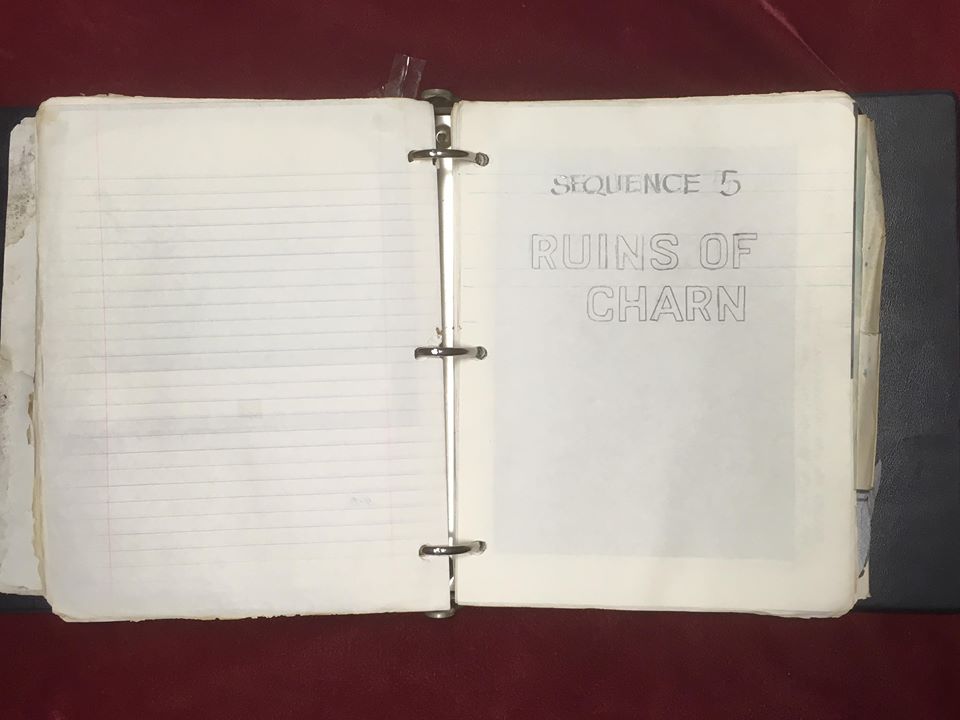 SEQUENCE 5
RUINS OF
CHARN